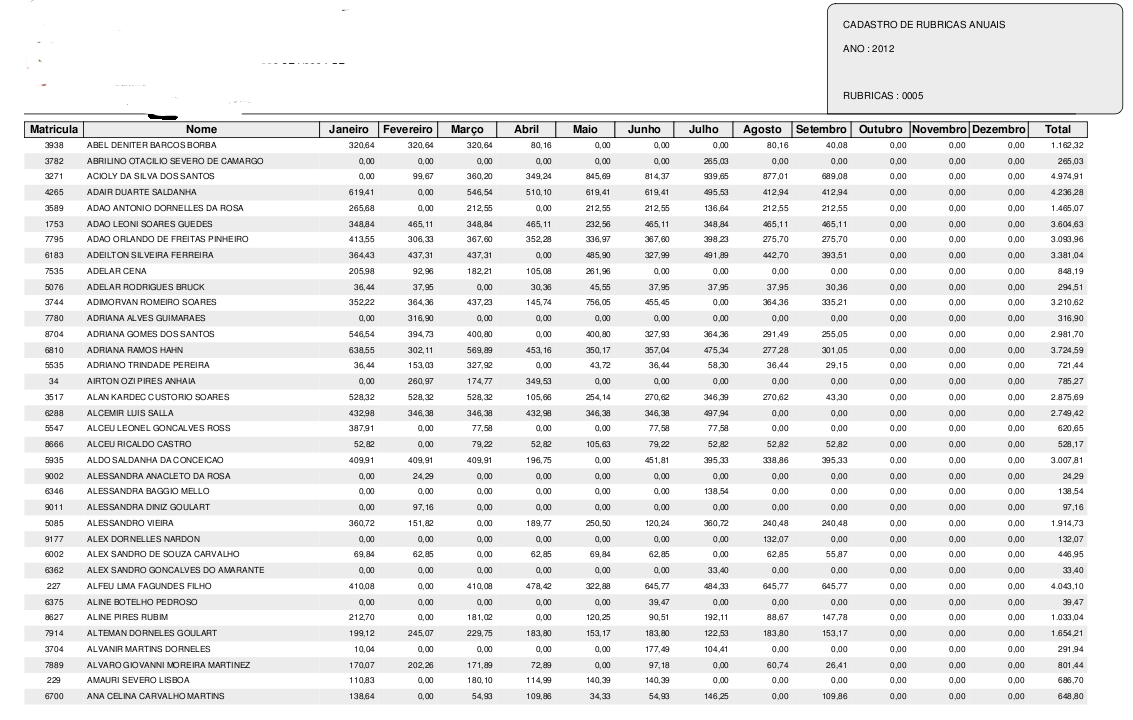 CADASTRO DE RUBRICAS ANUAIS
ANO : 2012
RUBRICAS : 0005
Matricula Nome Janeiro Fevereiro Março Abril Maio Junho Julho Agosto Setembro Outubro Novembro Dezembro Total
3938 ABEL DENITER BARCOS BORBA 320,64 320,64 320,64 80,16 0,00 0,00 0,00 80,16 40,08 0,00 0,00 0,00 1.162,32
3782 ABRILINO OTACILIO SEVERO DE CAMARGO 0,00 0,00 0,00 0,00 0,00 0,00 265,03 0,00 0,00 0,00 0,00 0,00 265,03
3271 ACIOLY DA SILVA DOS SANTOS 0,00 99,67 360,20 349,24 845,69 814,37 939,65 877,01 689,08 0,00 0,00 0,00 4.974,91
4265 ADAIR DUARTE SALDANHA 619,41 0,00 546,54 510,10 619,41 619,41 495,53 412,94 412,94 0,00 0,00 0,00 4.236,28
3589 ADAO ANTONIO DORNELLES DA ROSA 265,68 0,00 212,55 0,00 212,55 212,55 136,64 212,55 212,55 0,00 0,00 0,00 1.465,07
1753 ADAO LEONI SOARES GUEDES 348,84 465,11 348,84 465,11 232,56 465,11 348,84 465,11 465,11 0,00 0,00 0,00 3.604,63
7795 ADAO ORLANDO DE FREITAS PINHEIRO 413,55 306,33 367,60 352,28 336,97 367,60 398,23 275,70 275,70 0,00 0,00 0,00 3.093,96
6183 ADEILTON SILVEIRA FERREIRA 364,43 437,31 437,31 0,00 485,90 327,99 491,89 442,70 393,51 0,00 0,00 0,00 3.381,04
7535 ADELAR CENA 205,98 92,96 182,21 105,08 261,96 0,00 0,00 0,00 0,00 0,00 0,00 0,00 848,19
5076 ADELAR RODRIGUES BRUCK 36,44 37,95 0,00 30,36 45,55 37,95 37,95 37,95 30,36 0,00 0,00 0,00 294,51
3744 ADIMORVAN ROMEIRO SOARES 352,22 364,36 437,23 145,74 756,05 455,45 0,00 364,36 335,21 0,00 0,00 0,00 3.210,62
7780 ADRIANA ALVES GUIMARAES 0,00 316,90 0,00 0,00 0,00 0,00 0,00 0,00 0,00 0,00 0,00 0,00 316,90
8704 ADRIANA GOMES DOS SANTOS 546,54 394,73 400,80 0,00 400,80 327,93 364,36 291,49 255,05 0,00 0,00 0,00 2.981,70
6810 ADRIANA RAMOS HAHN 638,55 302,11 569,89 453,16 350,17 357,04 475,34 277,28 301,05 0,00 0,00 0,00 3.724,59
5535 ADRIANO TRINDADE PEREIRA 36,44 153,03 327,92 0,00 43,72 36,44 58,30 36,44 29,15 0,00 0,00 0,00 721,44
34 AIRTON OZI PIRES ANHAIA 0,00 260,97 174,77 349,53 0,00 0,00 0,00 0,00 0,00 0,00 0,00 0,00 785,27
3517 ALAN KARDEC CUSTORIO SOARES 528,32 528,32 528,32 105,66 254,14 270,62 346,39 270,62 43,30 0,00 0,00 0,00 2.875,69
6288 ALCEMIR LUIS SALLA 432,98 346,38 346,38 432,98 346,38 346,38 497,94 0,00 0,00 0,00 0,00 0,00 2.749,42
5547 ALCEU LEONEL GONCALVES ROSS 387,91 0,00 77,58 0,00 0,00 77,58 77,58 0,00 0,00 0,00 0,00 0,00 620,65
8666 ALCEU RICALDO CASTRO 52,82 0,00 79,22 52,82 105,63 79,22 52,82 52,82 52,82 0,00 0,00 0,00 528,17
5935 ALDO SALDANHA DA CONCEICAO 409,91 409,91 409,91 196,75 0,00 451,81 395,33 338,86 395,33 0,00 0,00 0,00 3.007,81
9002 ALESSANDRA ANACLETO DA ROSA 0,00 24,29 0,00 0,00 0,00 0,00 0,00 0,00 0,00 0,00 0,00 0,00 24,29
6346 ALESSANDRA BAGGIO MELLO 0,00 0,00 0,00 0,00 0,00 0,00 138,54 0,00 0,00 0,00 0,00 0,00 138,54
9011 ALESSANDRA DINIZ GOULART 0,00 97,16 0,00 0,00 0,00 0,00 0,00 0,00 0,00 0,00 0,00 0,00 97,16
5085 ALESSANDRO VIEIRA 360,72 151,82 0,00 189,77 250,50 120,24 360,72 240,48 240,48 0,00 0,00 0,00 1.914,73
9177 ALEX DORNELLES NARDON 0,00 0,00 0,00 0,00 0,00 0,00 0,00 132,07 0,00 0,00 0,00 0,00 132,07
6002 ALEX SANDRO DE SOUZA CARVALHO 69,84 62,85 0,00 62,85 69,84 62,85 0,00 62,85 55,87 0,00 0,00 0,00 446,95
6362 ALEX SANDRO GONCALVES DO AMARANTE 0,00 0,00 0,00 0,00 0,00 0,00 33,40 0,00 0,00 0,00 0,00 0,00 33,40
227 ALFEU LIMA FAGUNDES FILHO 410,08 0,00 410,08 478,42 322,88 645,77 484,33 645,77 645,77 0,00 0,00 0,00 4.043,10
6375 ALINE BOTELHO PEDROSO 0,00 0,00 0,00 0,00 0,00 39,47 0,00 0,00 0,00 0,00 0,00 0,00 39,47
8627 ALINE PIRES RUBIM 212,70 0,00 181,02 0,00 120,25 90,51 192,11 88,67 147,78 0,00 0,00 0,00 1.033,04
7914 ALTEMAN DORNELES GOULART 199,12 245,07 229,75 183,80 153,17 183,80 122,53 183,80 153,17 0,00 0,00 0,00 1.654,21
3704 ALVANIR MARTINS DORNELES 10,04 0,00 0,00 0,00 0,00 177,49 104,41 0,00 0,00 0,00 0,00 0,00 291,94
7889 ALVARO GIOVANNI MOREIRA MARTINEZ 170,07 202,26 171,89 72,89 0,00 97,18 0,00 60,74 26,41 0,00 0,00 0,00 801,44
229 AMAURI SEVERO LISBOA 110,83 0,00 180,10 114,99 140,39 140,39 0,00 0,00 0,00 0,00 0,00 0,00 686,70
6700 ANA CELINA CARVALHO MARTINS 138,64 0,00 54,93 109,86 34,33 54,93 146,25 0,00 109,86 0,00 0,00 0,00 648,80